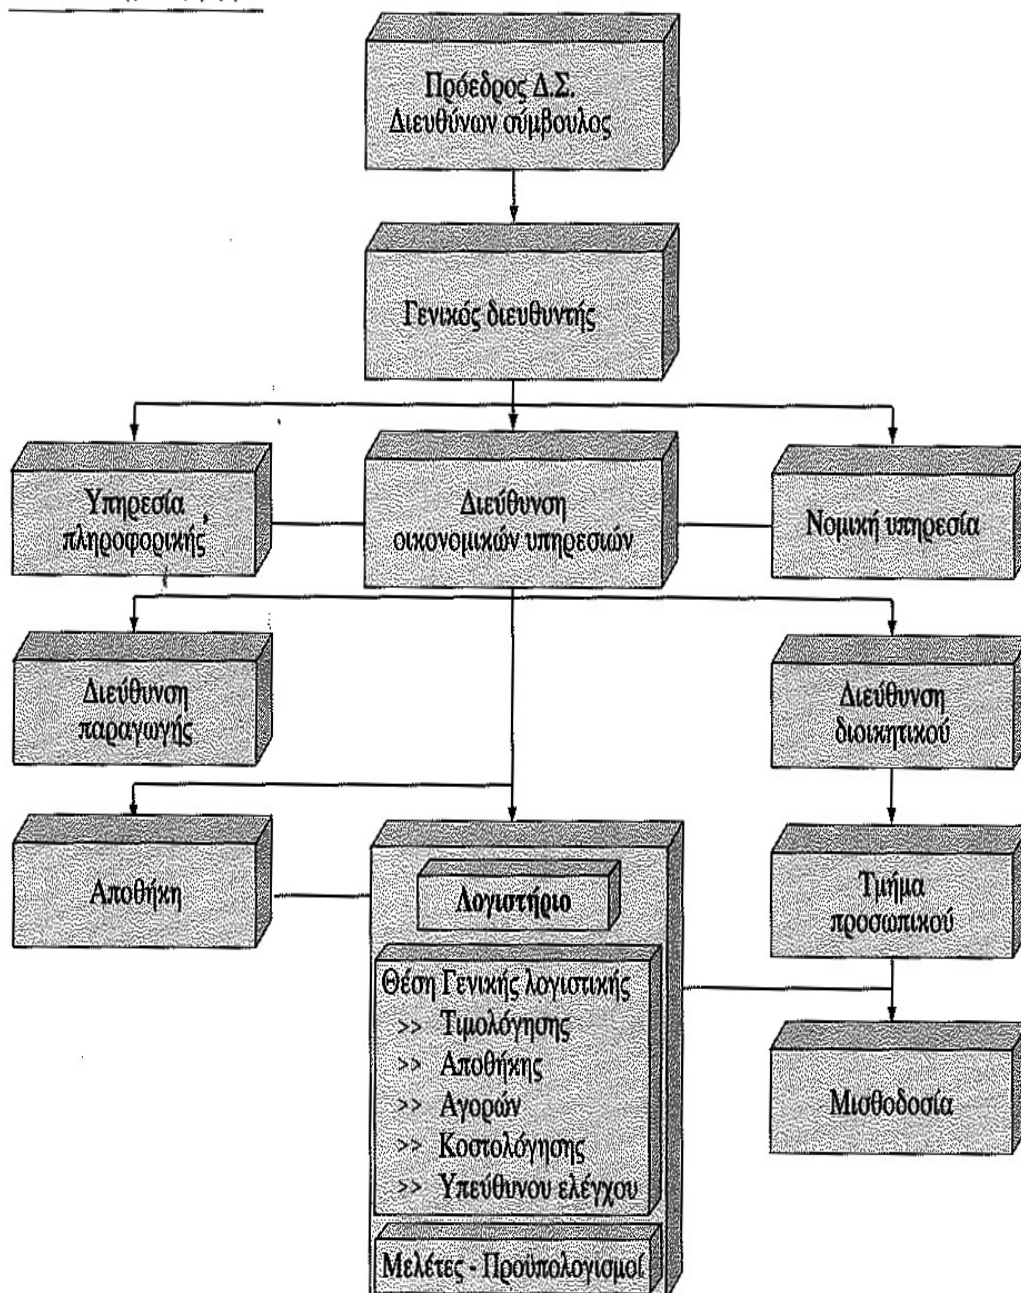 Πρόεδρος Δ.Σ.
Διευθύνων σύμβουλος
Γενικός διευθυντής
Υπηρεσία
πληροφορικής
Διεύθυνση
οικονομικών υπηρεσιών
Νομική υπηρεσία
Διεύθυνση
παραγωγής
Διεύθυνση
διοικητικού
Αποθήκη
Λογιστήριο
Τμήμα
προσωπικού
Θέση Γενικής λογιστικής
>> Τιμολόγησης
>> Αποθήκης
>> Αγορών
>> Κοστολόγησης
>> Υπεύθυνου ελέγχου
Μισθοδοσία
Μελέτες - Προϋπολογισμοί